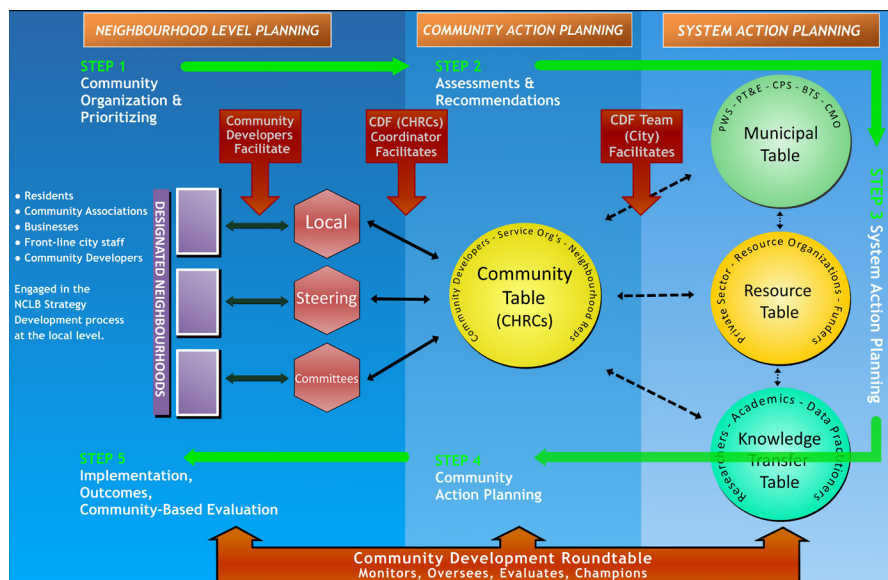 NEIGHBOURHOOD LEVEL PLANNING
COMMUNITY ACTION PLANNING
SYSTEM ACTION PLANNING
STEP 1
Community
Organization &
Prioritizing
STEP 2
Assessments &
Recommendations
Community
Developers
Facilitate
CDF (CHRCs)
Coordinator
Facilitates
CDF Team
(City)
Facilitates
PWS - PT&E - CPS - BTS - CMO
Municipal
Table
STEP 3 System Action Planning
● Residents
● Community Associations
● Businesses
● Front-line city staff
● Community Developers
Engaged in the
NCLB Strategy
Development process
at the local level.
DESIGNATED NEIGHBOURHOODS
Local
Steering
Committees
Community Developers - Service Org's - Neighbourhood Reps
Community
Table
(CHRCs)
Private Sector - Resource Organizations - Funders
Resource
Table
Researchers - Academics - Data Practitioners
Knowledge
Transfer
Table
STEP 5
Implementation,
Outcomes,
Community-Based Evaluation
STEP 4
Community
Action Planning
Community Development Roundtable
Monitors, Oversees, Evaluates, Champions